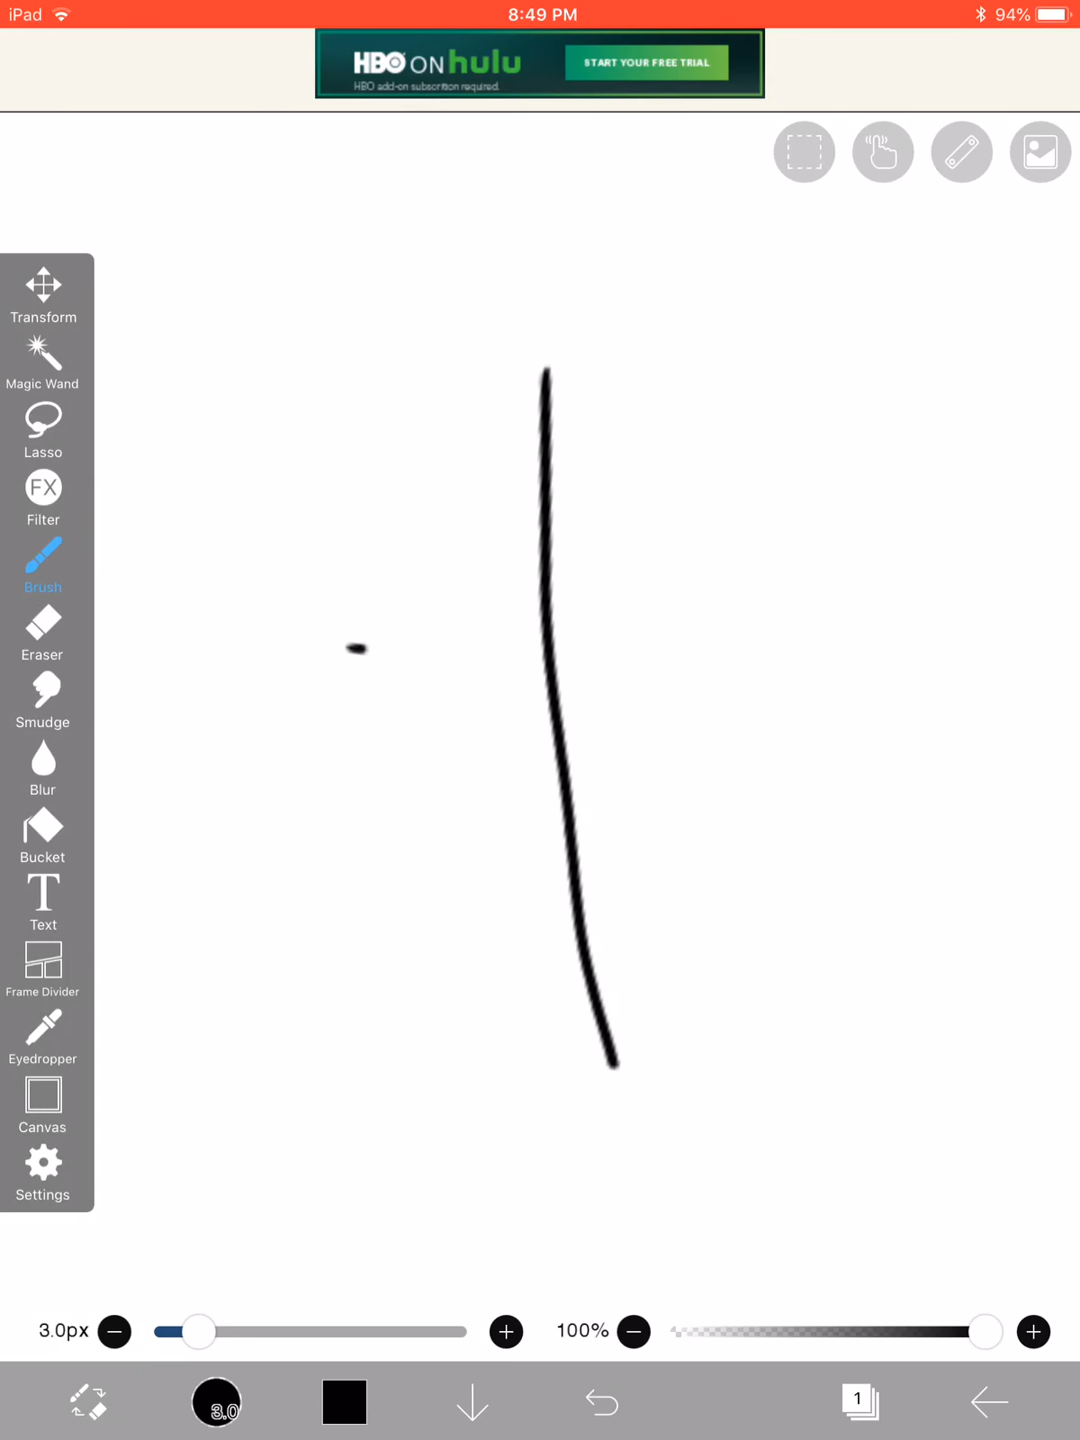 iPad 8:49 PM 94%
HBO ON hulu START YOUR FREE TRIAL
HBO add-on subscription required.
Transform
Magic Wand
Lasso
FX
Filter
Brush
Eraser
Smudge
Blur
Bucket
T
Text
Frame Divider
Eyedropper
Canvas
Settings
3.0px 100%
3.0 1